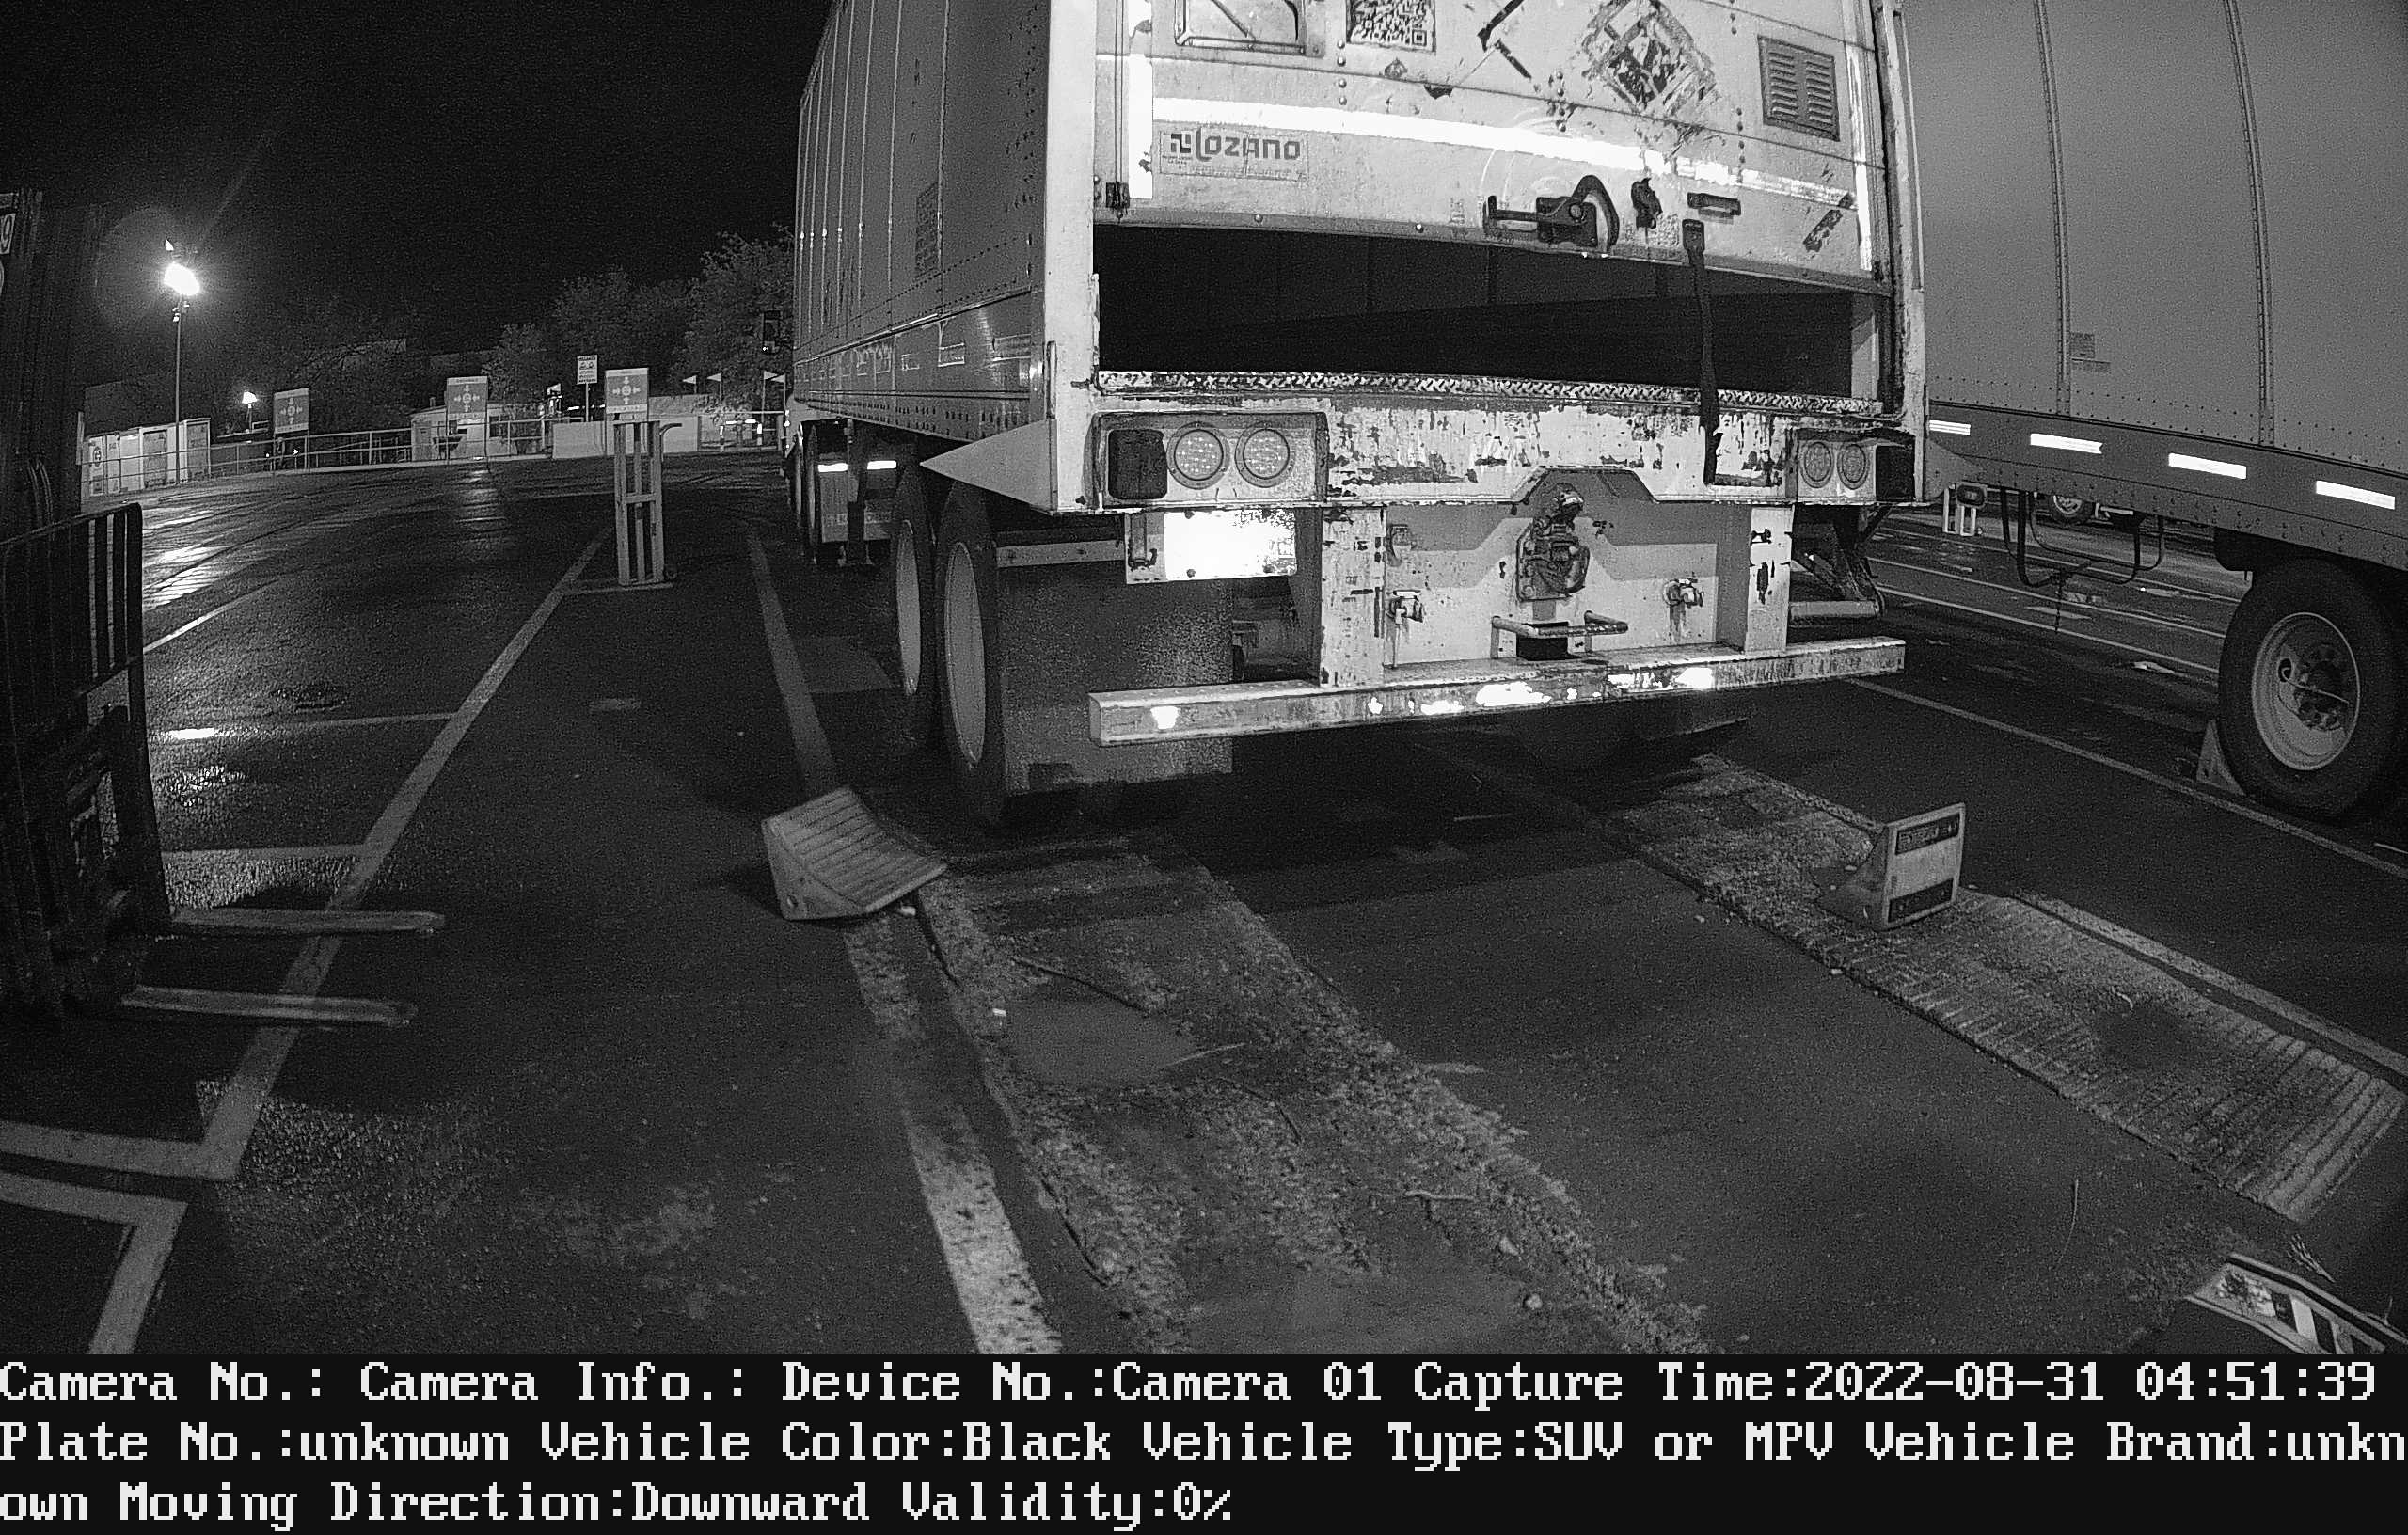 Lozano
Camera No.: Camera Info.: Device No.:Camera 01 Capture Time:2022-08-31 04:51:39
Plate No.:unknown Vehicle Color:Black Vehicle Type:SUV or MPV Vehicle Brand:unkn
own Moving Direction:Downward Validity:0%